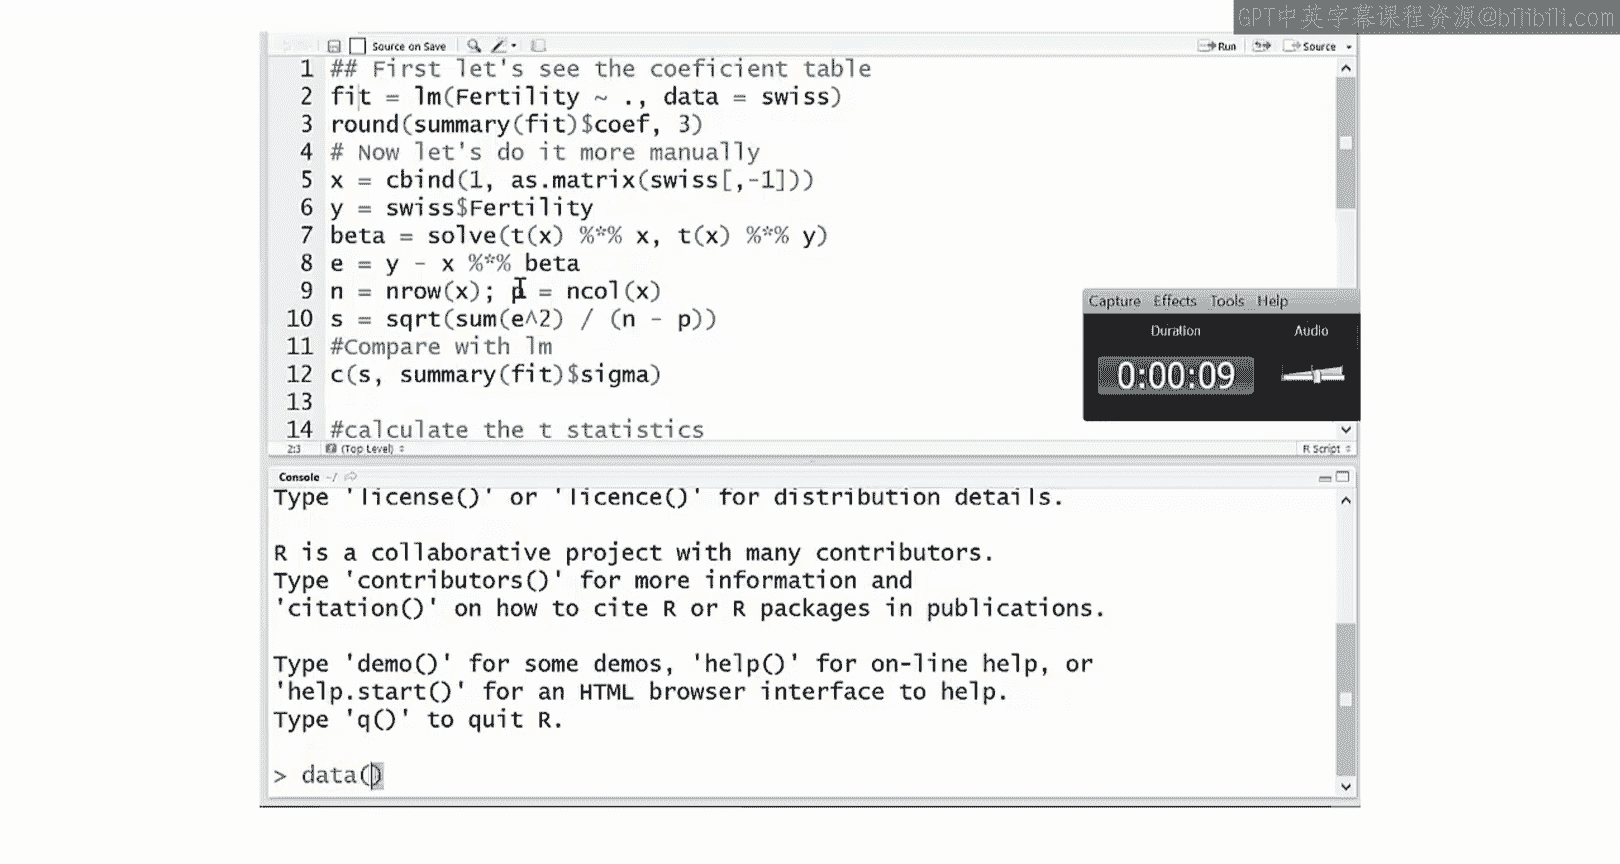 GPT中英字幕课程资源@bilibili.com
Source on Save
Run
Source
1 ## First let's see the coeficient table
2 fit = lm(Fertility ~ ., data = swiss)
3 round(summary(fit)$coef, 3)
4 # Now let's do it more manually
5 x = cbind(1, as.matrix(swiss[,-1]))
6 y = swiss$Fertility
7 beta = solve(t(x) %*% x, t(x) %*% y)
8 e = y - x %*% beta
9 n = nrow(x); p = ncol(x)
10 s = sqrt(sum(e^2) / (n - p))
11 #Compare with lm
12 c(s, summary(fit)$sigma)
13
14 #calculate the t statistics
2:3 (Top Level) R Script
Capture Effects Tools Help
Duration Audio
0:00:09
Console ~/
Type 'license()' or 'licence()' for distribution details.
R is a collaborative project with many contributors.
Type 'contributors()' for more information and
'citation()' on how to cite R or R packages in publications.
Type 'demo()' for some demos, 'help()' for on-line help, or
'help.start()' for an HTML browser interface to help.
Type 'q()' to quit R.
> data()